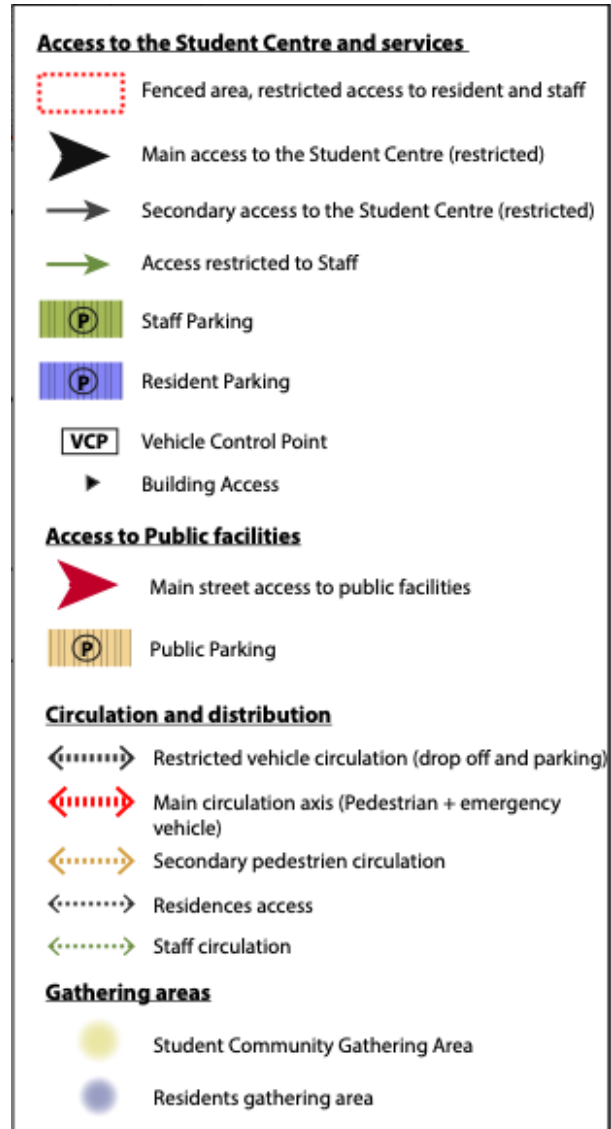 Access to the Student Centre and services
Fenced area, restricted access to resident and staff
Main access to the Student Centre (restricted)
Secondary access to the Student Centre (restricted)
Access restricted to Staff
P Staff Parking
P Resident Parking
VCP Vehicle Control Point
Building Access
Access to Public facilities
Main street access to public facilities
P Public Parking
Circulation and distribution
Restricted vehicle circulation (drop off and parking)
Main circulation axis (Pedestrian + emergency
vehicle)
Secondary pedestrien circulation
Residences access
Staff circulation
Gathering areas
Student Community Gathering Area
Residents gathering area